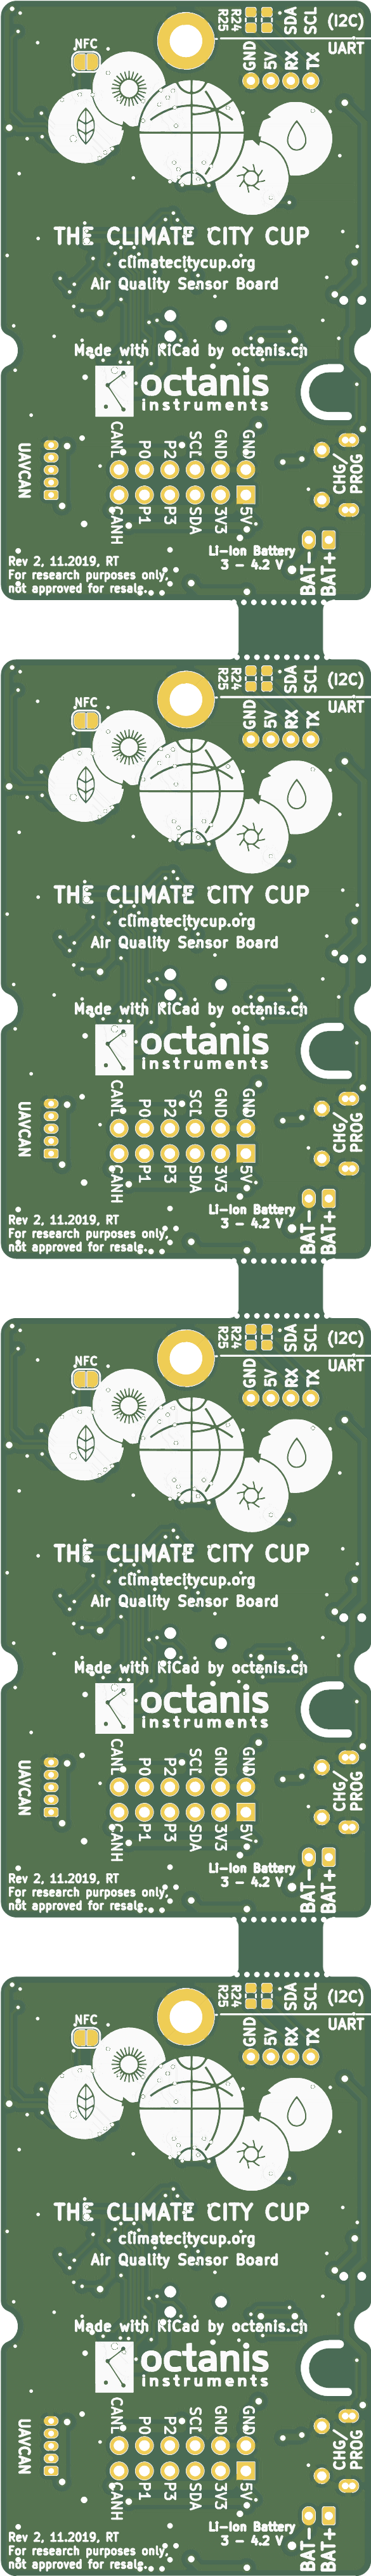 R25
R24
SDA
SCL
(I2C)
UART
GND
5V
RX
TX
NFC
THE CLIMATE CITY CUP
climatecitycup.org
Air Quality Sensor Board
Made with KiCad by octanis.ch
octanis
instruments
UAVCAN
CANL
P0
P2
SCL
GND
GND
CANH
P1
P3
SDA
3V3
5V
CHG/
PROG
Li-Ion Battery
3 - 4.2 V
BAT-
BAT+
Rev 2, 11.2019, RT
For research purposes only,
not approved for resale.
R25
R24
SDA
SCL
(I2C)
UART
GND
5V
RX
TX
NFC
THE CLIMATE CITY CUP
climatecitycup.org
Air Quality Sensor Board
Made with KiCad by octanis.ch
octanis
instruments
UAVCAN
CANL
P0
P2
SCL
GND
GND
CANH
P1
P3
SDA
3V3
5V
CHG/
PROG
Li-Ion Battery
3 - 4.2 V
BAT-
BAT+
Rev 2, 11.2019, RT
For research purposes only,
not approved for resale.
R25
R24
SDA
SCL
(I2C)
UART
GND
5V
RX
TX
NFC
THE CLIMATE CITY CUP
climatecitycup.org
Air Quality Sensor Board
Made with KiCad by octanis.ch
octanis
instruments
UAVCAN
CANL
P0
P2
SCL
GND
GND
CANH
P1
P3
SDA
3V3
5V
CHG/
PROG
Li-Ion Battery
3 - 4.2 V
BAT-
BAT+
Rev 2, 11.2019, RT
For research purposes only,
not approved for resale.
R25
R24
SDA
SCL
(I2C)
UART
GND
5V
RX
TX
NFC
THE CLIMATE CITY CUP
climatecitycup.org
Air Quality Sensor Board
Made with KiCad by octanis.ch
octanis
instruments
UAVCAN
CANL
P0
P2
SCL
GND
GND
CANH
P1
P3
SDA
3V3
5V
CHG/
PROG
Li-Ion Battery
3 - 4.2 V
BAT-
BAT+
Rev 2, 11.2019, RT
For research purposes only,
not approved for resale.